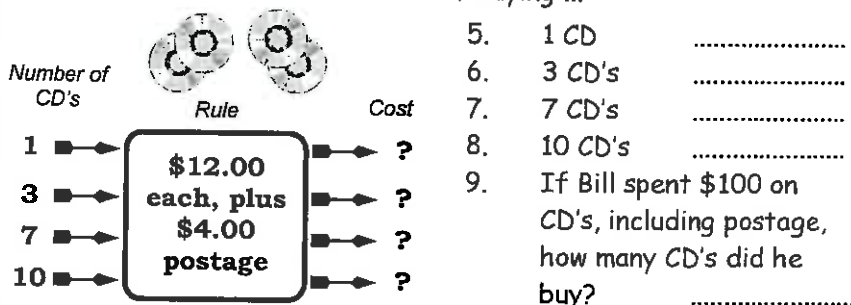 Number of
CD's
Rule
Cost
1
?
3
?
7
?
10
?
$12.00
each, plus
$4.00
postage
5. 1 CD ........................
6. 3 CD's ........................
7. 7 CD's ........................
8. 10 CD's ........................
9. If Bill spent $100 on
CD's, including postage,
how many CD's did he
buy? ........................